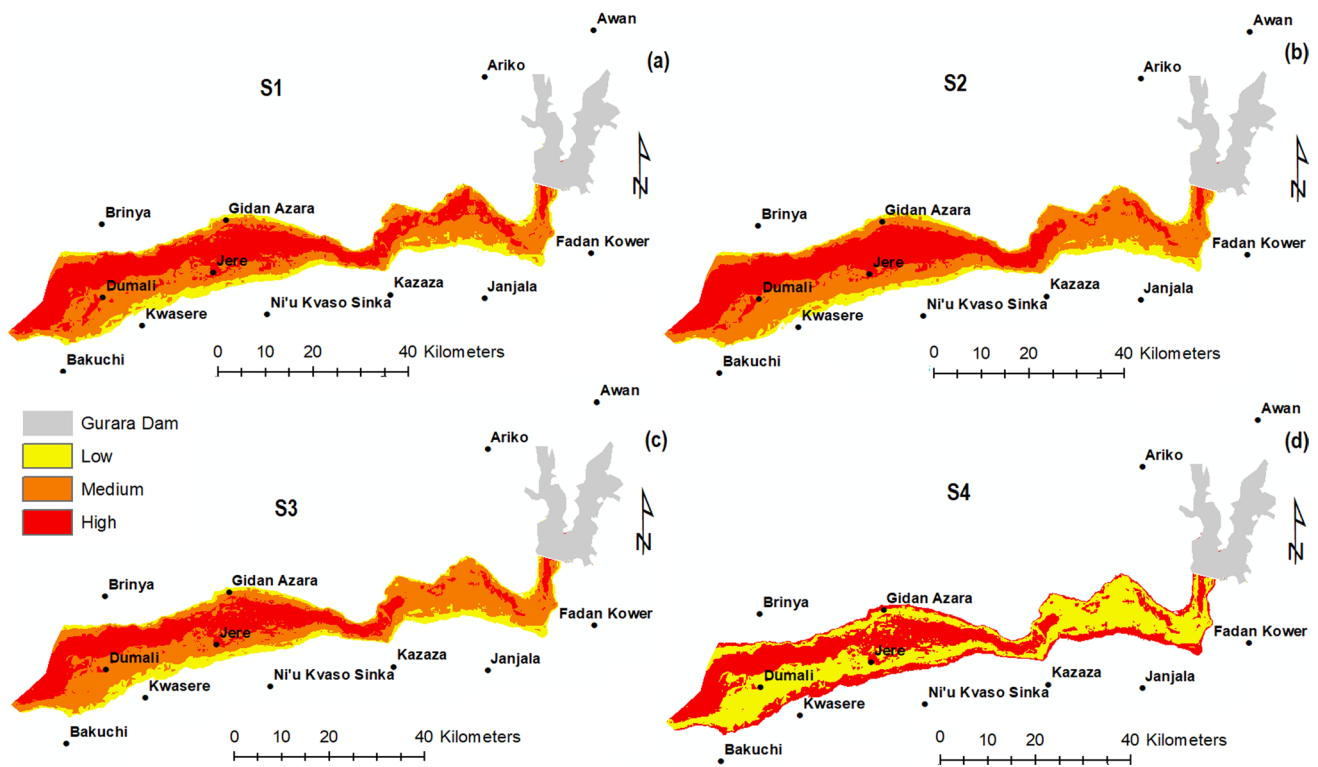 Awan
(a)
Ariko
S1
N
Brinya
Gidan Azara
Fadan Kower
Jere
Dumali
Kazaza
Janjala
Ni'u Kvaso Sinka
Kwasere
Bakuchi
0 10 20 40 Kilometers
Awan
(b)
Ariko
S2
N
Brinya
Gidan Azara
Fadan Kower
Jere
Dumali
Kazaza
Janjala
Ni'u Kvaso Sinka
Kwasere
Bakuchi
0 10 20 40 Kilometers
Gurara Dam
Low
Medium
High
Awan
(c)
Ariko
S3
N
Brinya
Gidan Azara
Fadan Kower
Jere
Dumali
Kazaza
Janjala
Ni'u Kvaso Sinka
Kwasere
Bakuchi
0 10 20 40 Kilometers
Awan
(d)
Ariko
S4
N
Brinya
Gidan Azara
Fadan Kower
Jere
Dumali
Kazaza
Janjala
Ni'u Kvaso Sinka
Kwasere
Bakuchi
0 10 20 40 Kilometers